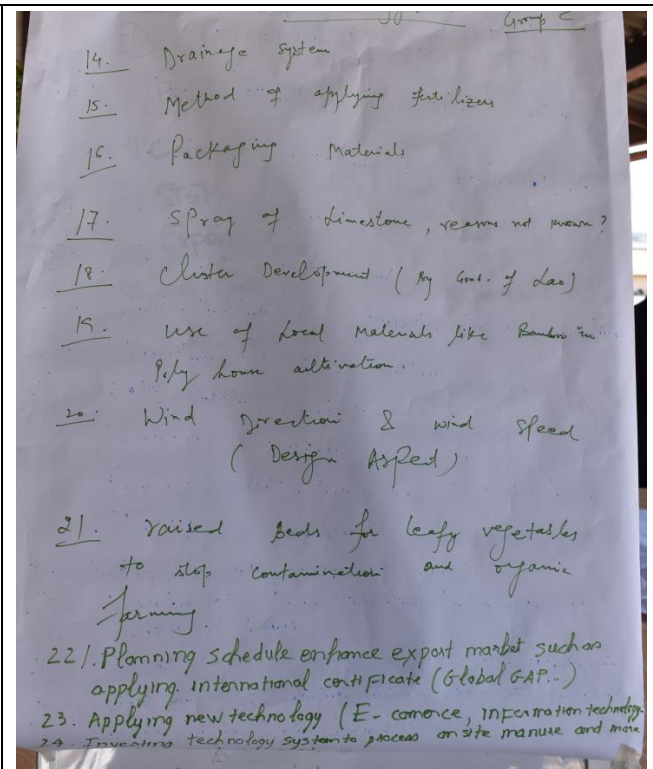 Group C
14. Drainage System
15. Method of applying fertilizers
16. Packaging Materials
17. Spray of Limestone, reasons not known?
18. Cluster Development (By Govt. of Lao)
19. Use of Local Materials like Bamboo in
Poly house cultivation.
20. Wind Direction & wind speed
(Design Aspect)
21. raised Beds for leafy vegetables
to stop contamination and organic
farming.
22/. Planning schedule enhance export market such as
applying international certificate (Global GAP...)
23. Applying new technology (E-comerce, information technology
24. Investing technology system to process on site manure and more